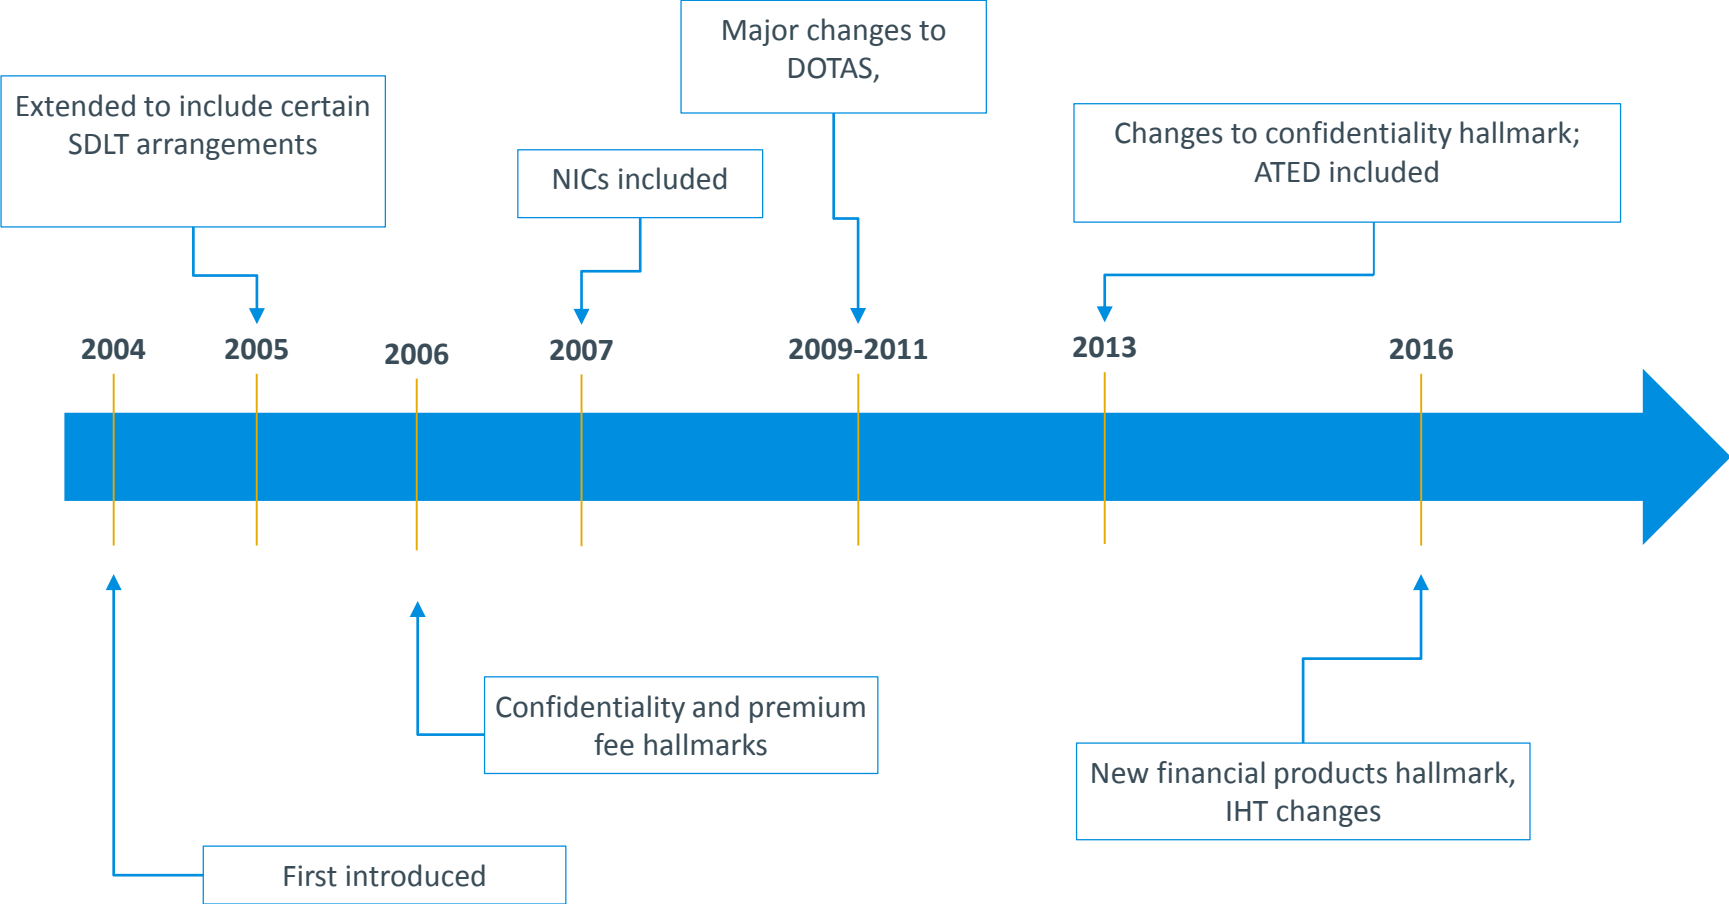 Major changes to
DOTAS,
Extended to include certain
SDLT arrangements
Changes to confidentiality hallmark;
ATED included
NICs included
2004
2005
2006
2007
2009-2011
2013
2016
Confidentiality and premium
fee hallmarks
New financial products hallmark,
IHT changes
First introduced